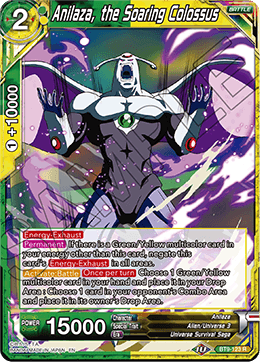 2
Anilaza, the Soaring Colossus
BATTLE
1 +10000
Energy-Exhaust
Permanent If there is a Green/Yellow multicolor card in
your energy other than this card, negate this
card's Energy-Exhaust in all areas.
Activate:Battle Once per turn Choose 1 Green/Yellow
multicolor card in your hand and place it in your Drop
Area : Choose 1 card in your opponent's Combo Area
and place it in its owner's Drop Area.
POWER 15000
Character Anilaza
Special Trait Alien/Universe 3
Era Universe Survival Saga
BT9-123 R